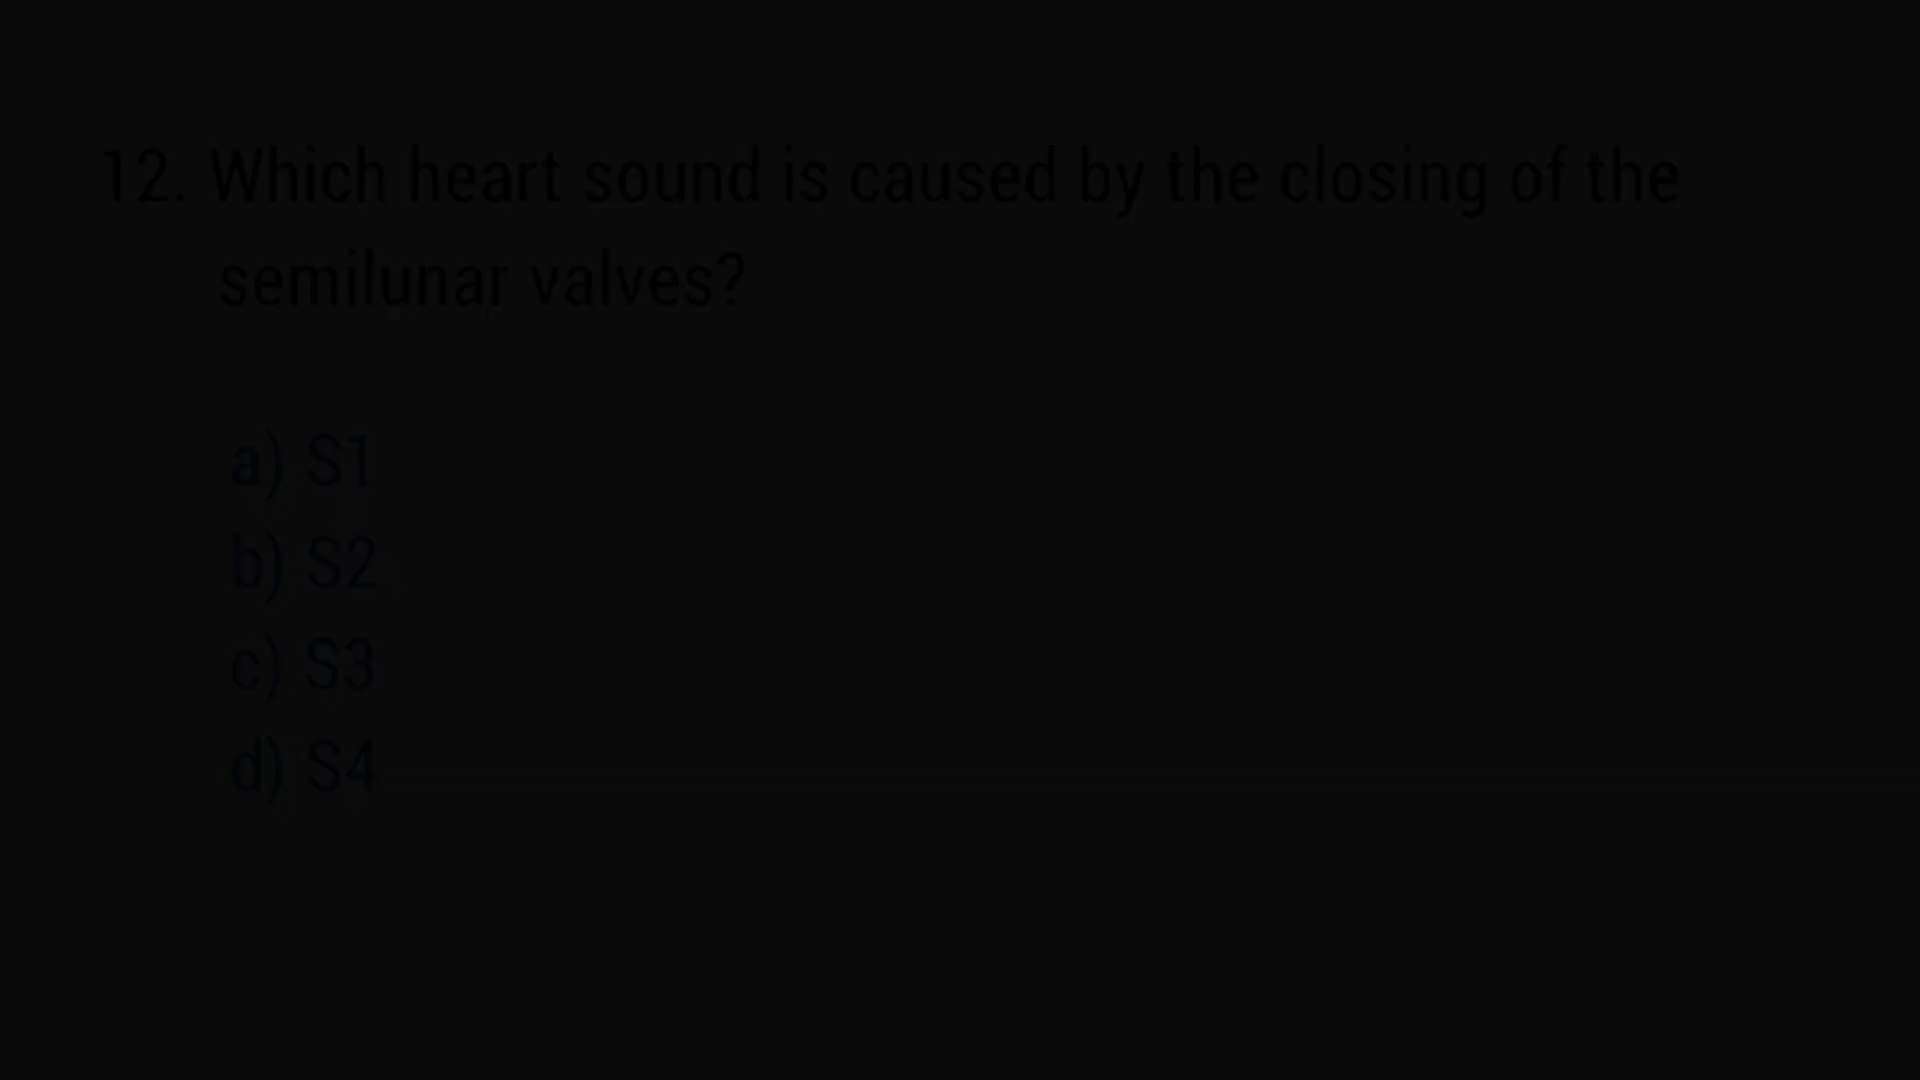 12. Which heart sound is caused by the closing of the
semilunar valves?
a) S1
b) S2
c) S3
d) S4